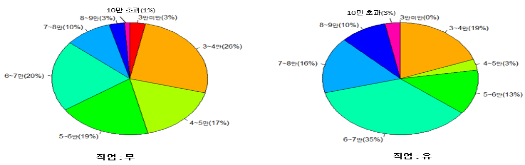 10만 초과(1%)
8~9만(3%)
3만미만(3%)
7~8만(10%)
3~4만(26%)
6~7만(20%)
4~5만(17%)
5~6만(19%)
직업 . 무
10만 초과(3%)
3만미만(0%)
8~9만(10%)
3~4만(19%)
7~8만(16%)
4~5만(3%)
5~6만(13%)
6~7만(35%)
직업 . 유